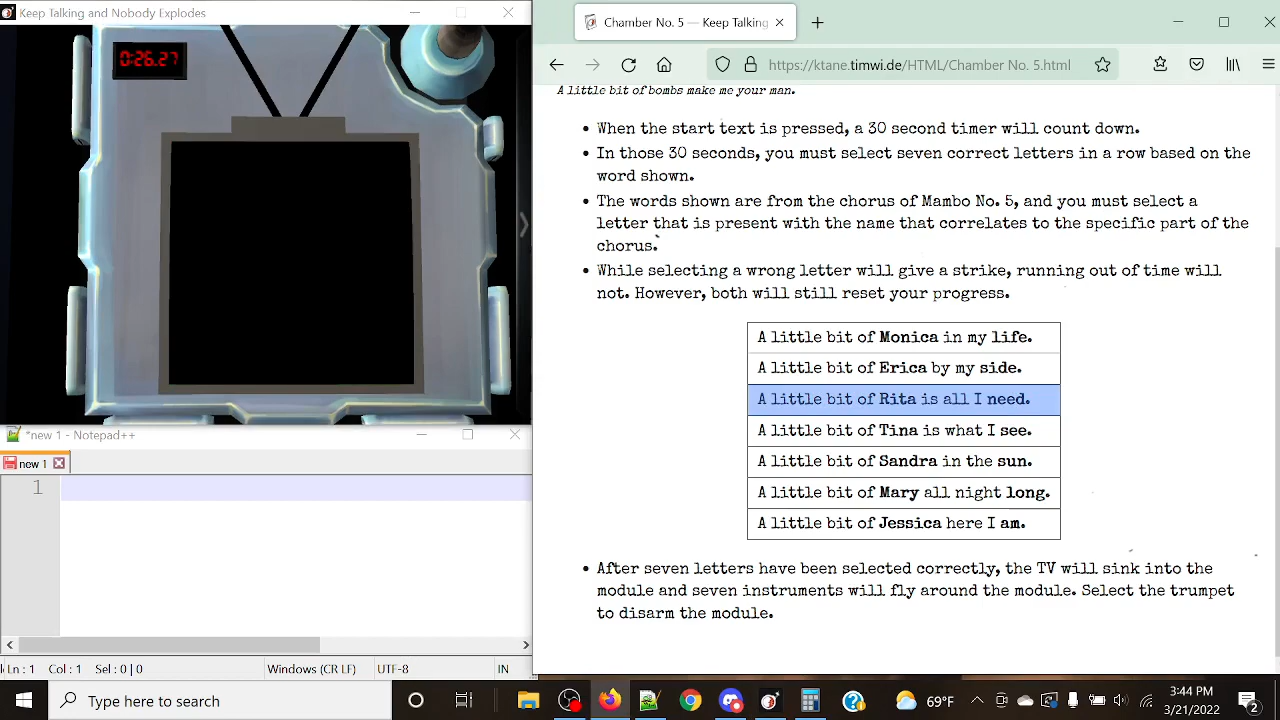 Keep Talking and Nobody Explodes
0:26.27
*new 1 - Notepad++
new 1
1
Ln : 1 Col : 1 Sel : 0 | 0 Windows (CR LF) UTF-8 IN
Chamber No. 5 — Keep Talking
https://ktane.timwi.de/HTML/Chamber No. 5.html
A little bit of bombs make me your man.
When the start text is pressed, a 30 second timer will count down.
In those 30 seconds, you must select seven correct letters in a row based on the
word shown.
The words shown are from the chorus of Mambo No. 5, and you must select a
letter that is present with the name that correlates to the specific part of the
chorus.
While selecting a wrong letter will give a strike, running out of time will
not. However, both will still reset your progress.
A little bit of Monica in my life.
A little bit of Erica by my side.
A little bit of Rita is all I need.
A little bit of Tina is what I see.
A little bit of Sandra in the sun.
A little bit of Mary all night long.
A little bit of Jessica here I am.
After seven letters have been selected correctly, the TV will sink into the
module and seven instruments will fly around the module. Select the trumpet
to disarm the module.
Type here to search
69°F
3:44 PM
3/21/2022
2